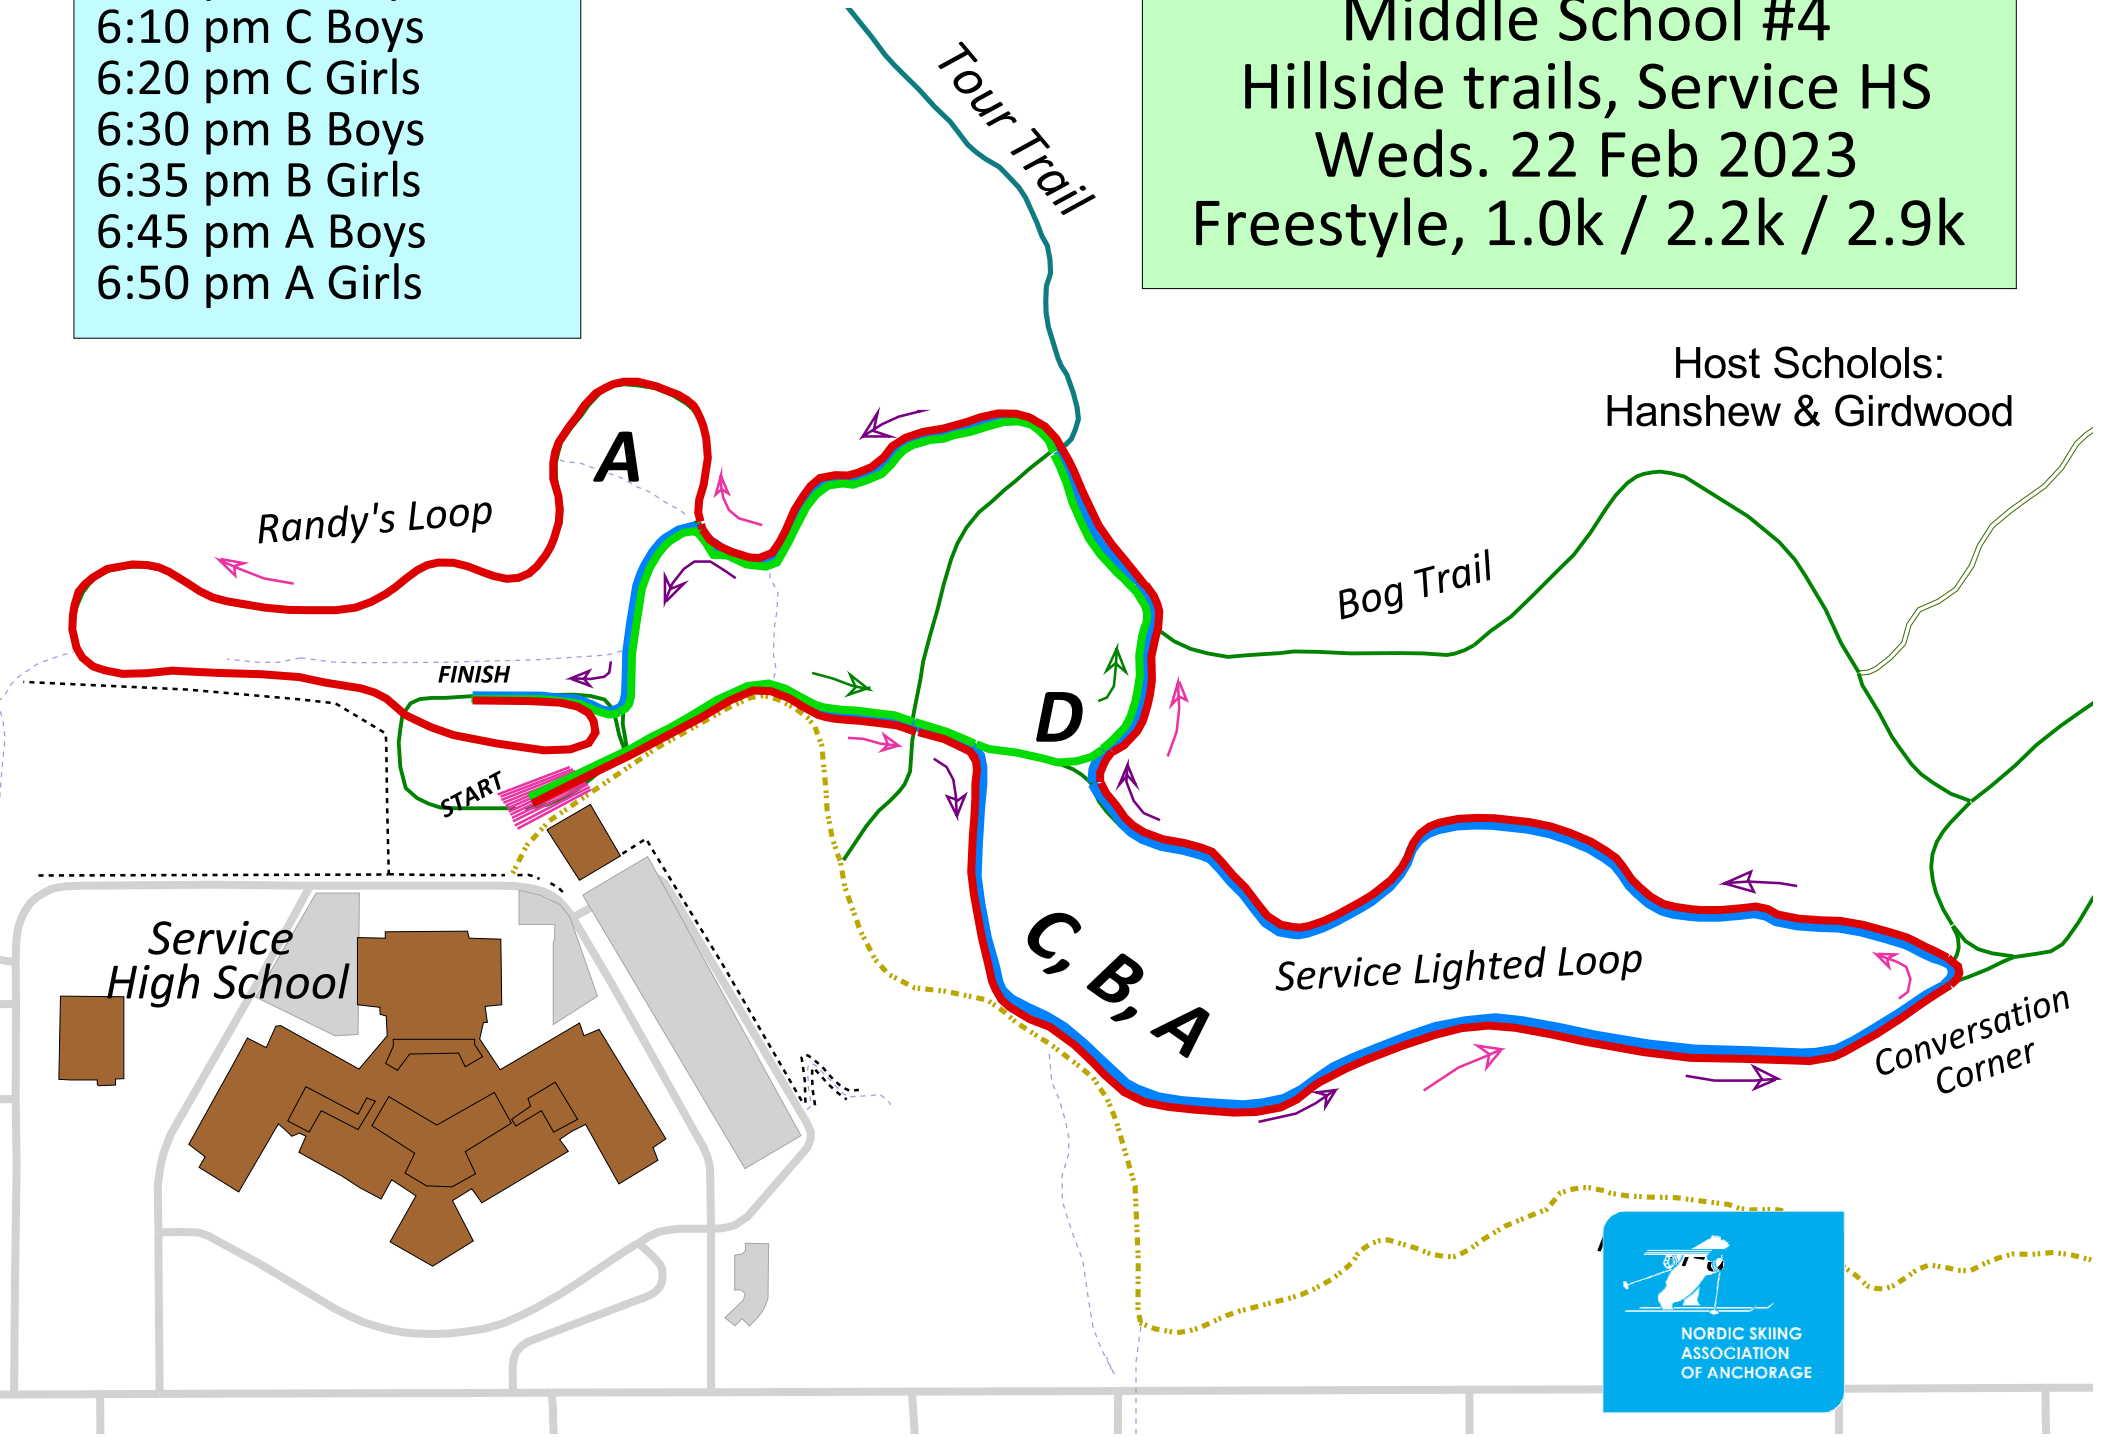 6:10 pm C Boys
6:20 pm C Girls
6:30 pm B Boys
6:35 pm B Girls
6:45 pm A Boys
6:50 pm A Girls
Middle School #4
Hillside trails, Service HS
Weds. 22 Feb 2023
Freestyle, 1.0k / 2.2k / 2.9k
Tour Trail
Host Scholols:
Hanshew & Girdwood
A
Randy's Loop
Bog Trail
FINISH
D
START
Service
High School
C, B, A
Service Lighted Loop
Conversation
Corner
NORDIC SKIING
ASSOCIATION
OF ANCHORAGE